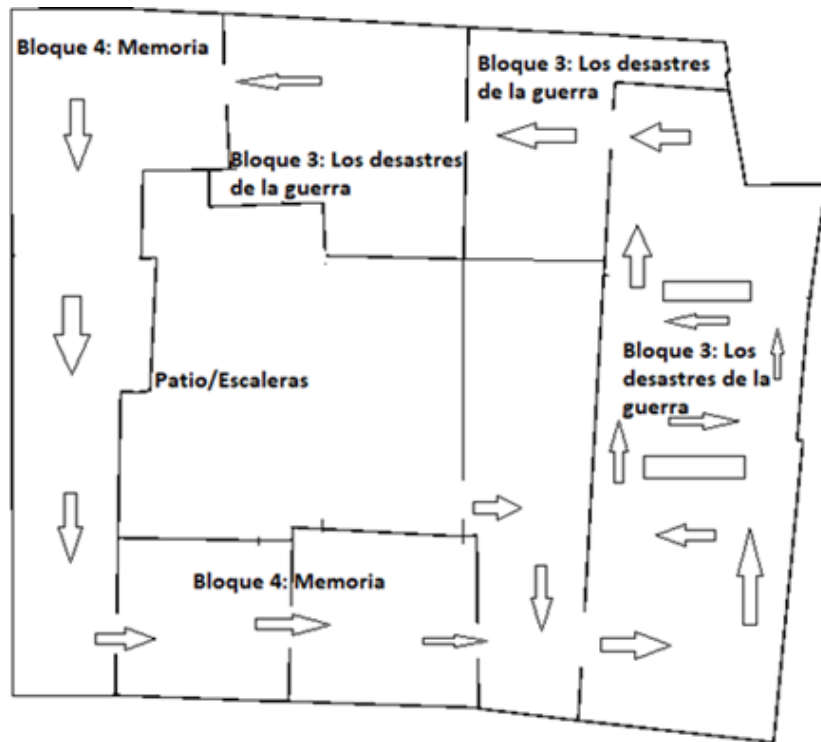 Bloque 4: Memoria
Bloque 3: Los desastres
de la guerra
Bloque 3: Los desastres
de la guerra
Patio/Escaleras
Bloque 3: Los
desastres de la
guerra
Bloque 4: Memoria